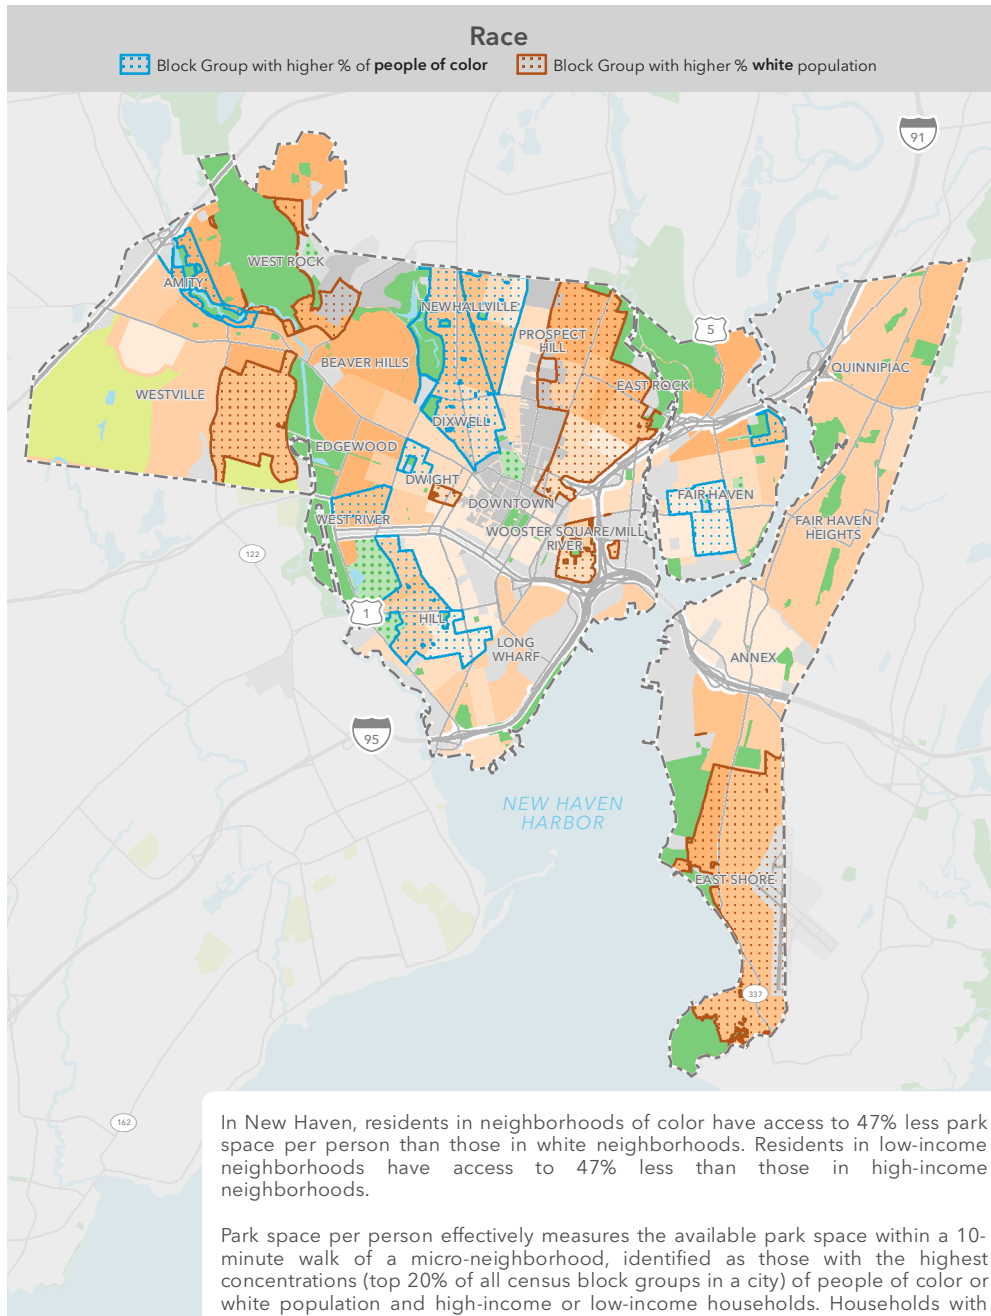 Race
Block Group with higher % of people of color
Block Group with higher % white population
91
WEST ROCK
AMITY
NEWHALLVILLE
5
PROSPECT
HILL
BEAVER HILLS
QUINNIPIAC
EAST ROCK
WESTVILLE
DIXWELL
EDGEWOOD
DWIGHT
FAIR HAVEN
DOWNTOWN
WEST RIVER
FAIR HAVEN
HEIGHTS
WOOSTER SQUARE/MILL
RIVER
122
1
HILL
LONG
WHARF
ANNEX
95
NEW HAVEN
HARBOR
EAST SHORE
337
162
In New Haven, residents in neighborhoods of color have access to 47% less park
space per person than those in white neighborhoods. Residents in low-income
neighborhoods have access to 47% less than those in high-income
neighborhoods.
Park space per person effectively measures the available park space within a 10-
minute walk of a micro-neighborhood, identified as those with the highest
concentrations (top 20% of all census block groups in a city) of people of color or
white population and high-income or low-income households. Households with